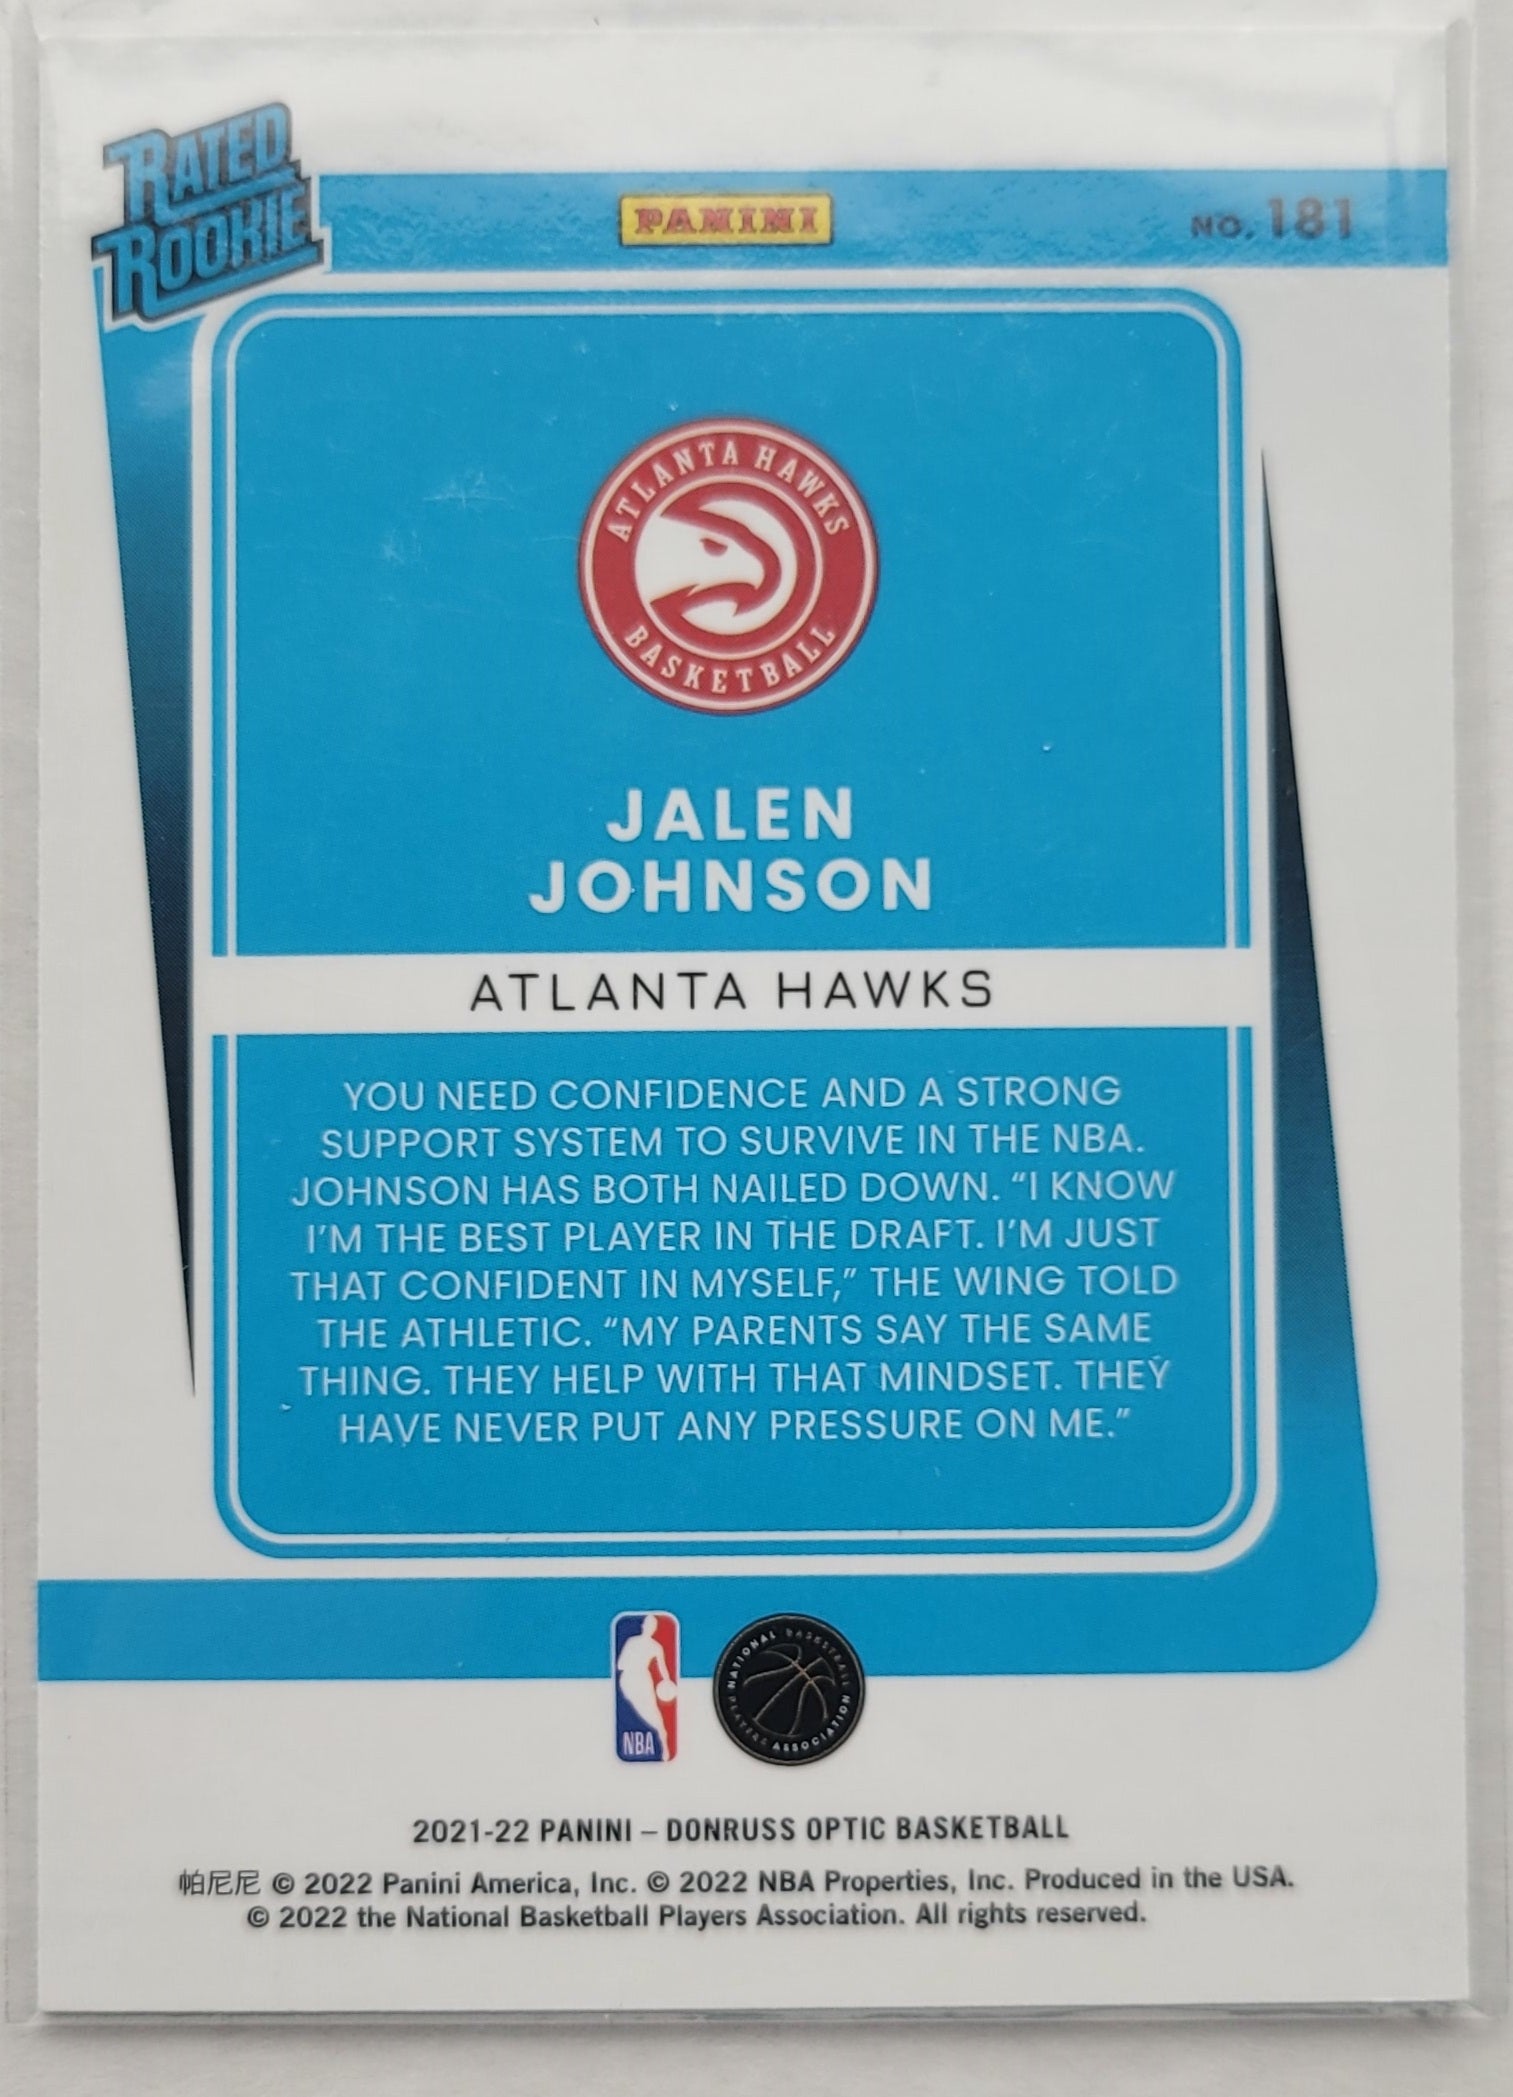 RATED
ROOKIE
PANINI
NO. 181
ATLANTA HAWKS
BASKETBALL
JALEN
JOHNSON
ATLANTA HAWKS
YOU NEED CONFIDENCE AND A STRONG
SUPPORT SYSTEM TO SURVIVE IN THE NBA.
JOHNSON HAS BOTH NAILED DOWN. “I KNOW
I’M THE BEST PLAYER IN THE DRAFT. I’M JUST
THAT CONFIDENT IN MYSELF,” THE WING TOLD
THE ATHLETIC. “MY PARENTS SAY THE SAME
THING. THEY HELP WITH THAT MINDSET. THEY
HAVE NEVER PUT ANY PRESSURE ON ME.”
NBA
NATIONAL BASKETBALL
PLAYERS ASSOCIATION
2021-22 PANINI – DONRUSS OPTIC BASKETBALL
帕尼尼 © 2022 Panini America, Inc. © 2022 NBA Properties, Inc. Produced in the USA.
© 2022 the National Basketball Players Association. All rights reserved.